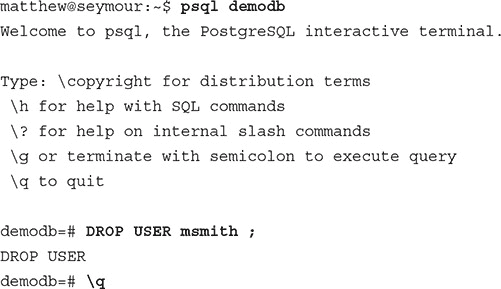 matthew@seymour:~$ psql demodb
Welcome to psql, the PostgreSQL interactive terminal.
Type: \copyright for distribution terms
\h for help with SQL commands
\? for help on internal slash commands
\g or terminate with semicolon to execute query
\q to quit
demodb=# DROP USER msmith ;
DROP USER
demodb=# \q